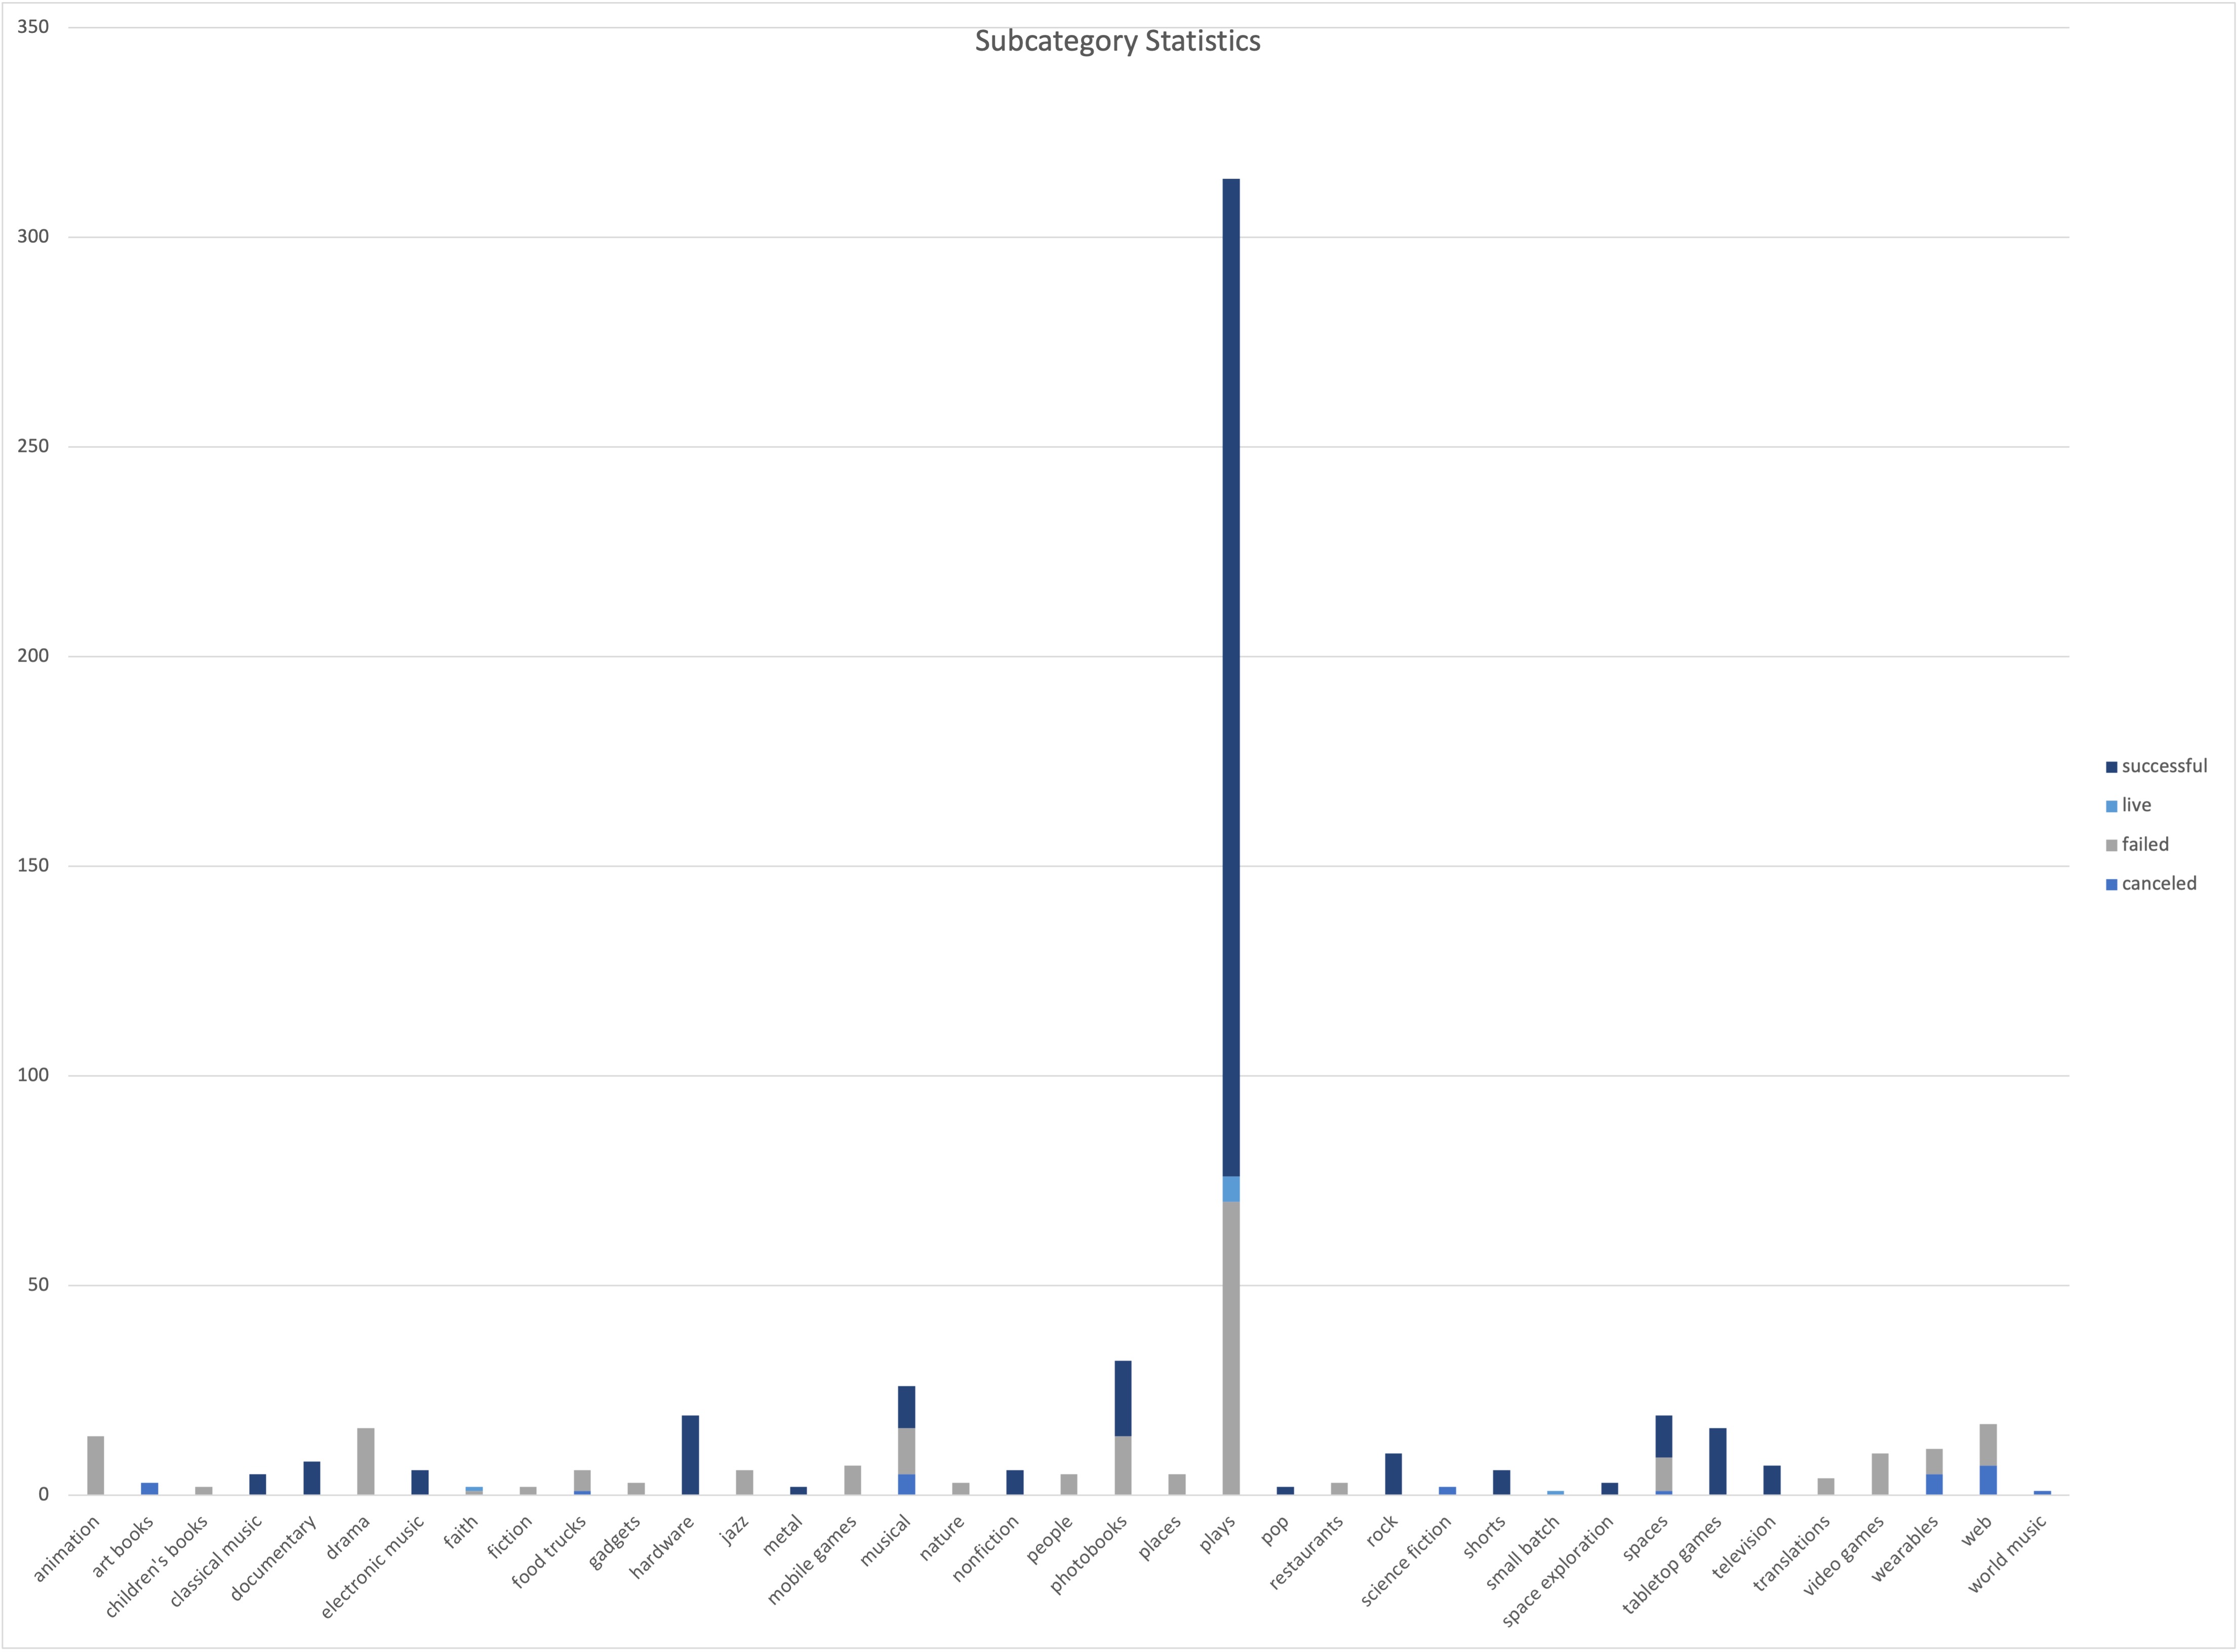 Subcategory Statistics
350
300
250
200
150
100
50
0
animation
art books
children's books
classical music
documentary
drama
electronic music
faith
fiction
food trucks
gadgets
hardware
jazz
metal
mobile games
musical
nature
nonfiction
people
photobooks
places
plays
pop
restaurants
rock
science fiction
shorts
small batch
space exploration
spaces
tabletop games
television
translations
video games
wearables
web
world music
successful
live
failed
canceled